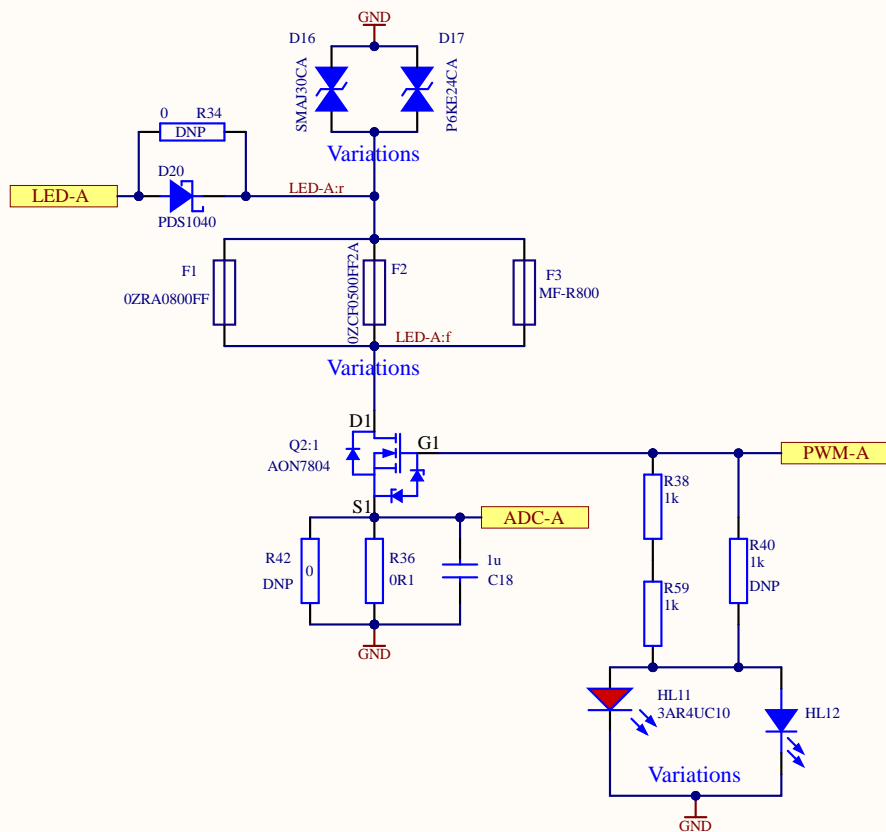 GND
D16
D17
SMAJ30CA
P6KE24CA
0
R34
DNP
Variations
D20
LED-A
LED-A:r
PDS1040
F1
0ZRA0800FF
0ZCF0500FF2A
F2
F3
MF-R800
LED-A:f
Variations
D1
Q2:1
AON7804
G1
PWM-A
S1
ADC-A
R38
1k
R42
DNP
0
R36
0R1
1u
C18
R40
1k
DNP
R59
1k
GND
HL11
3AR4UC10
HL12
Variations
GND